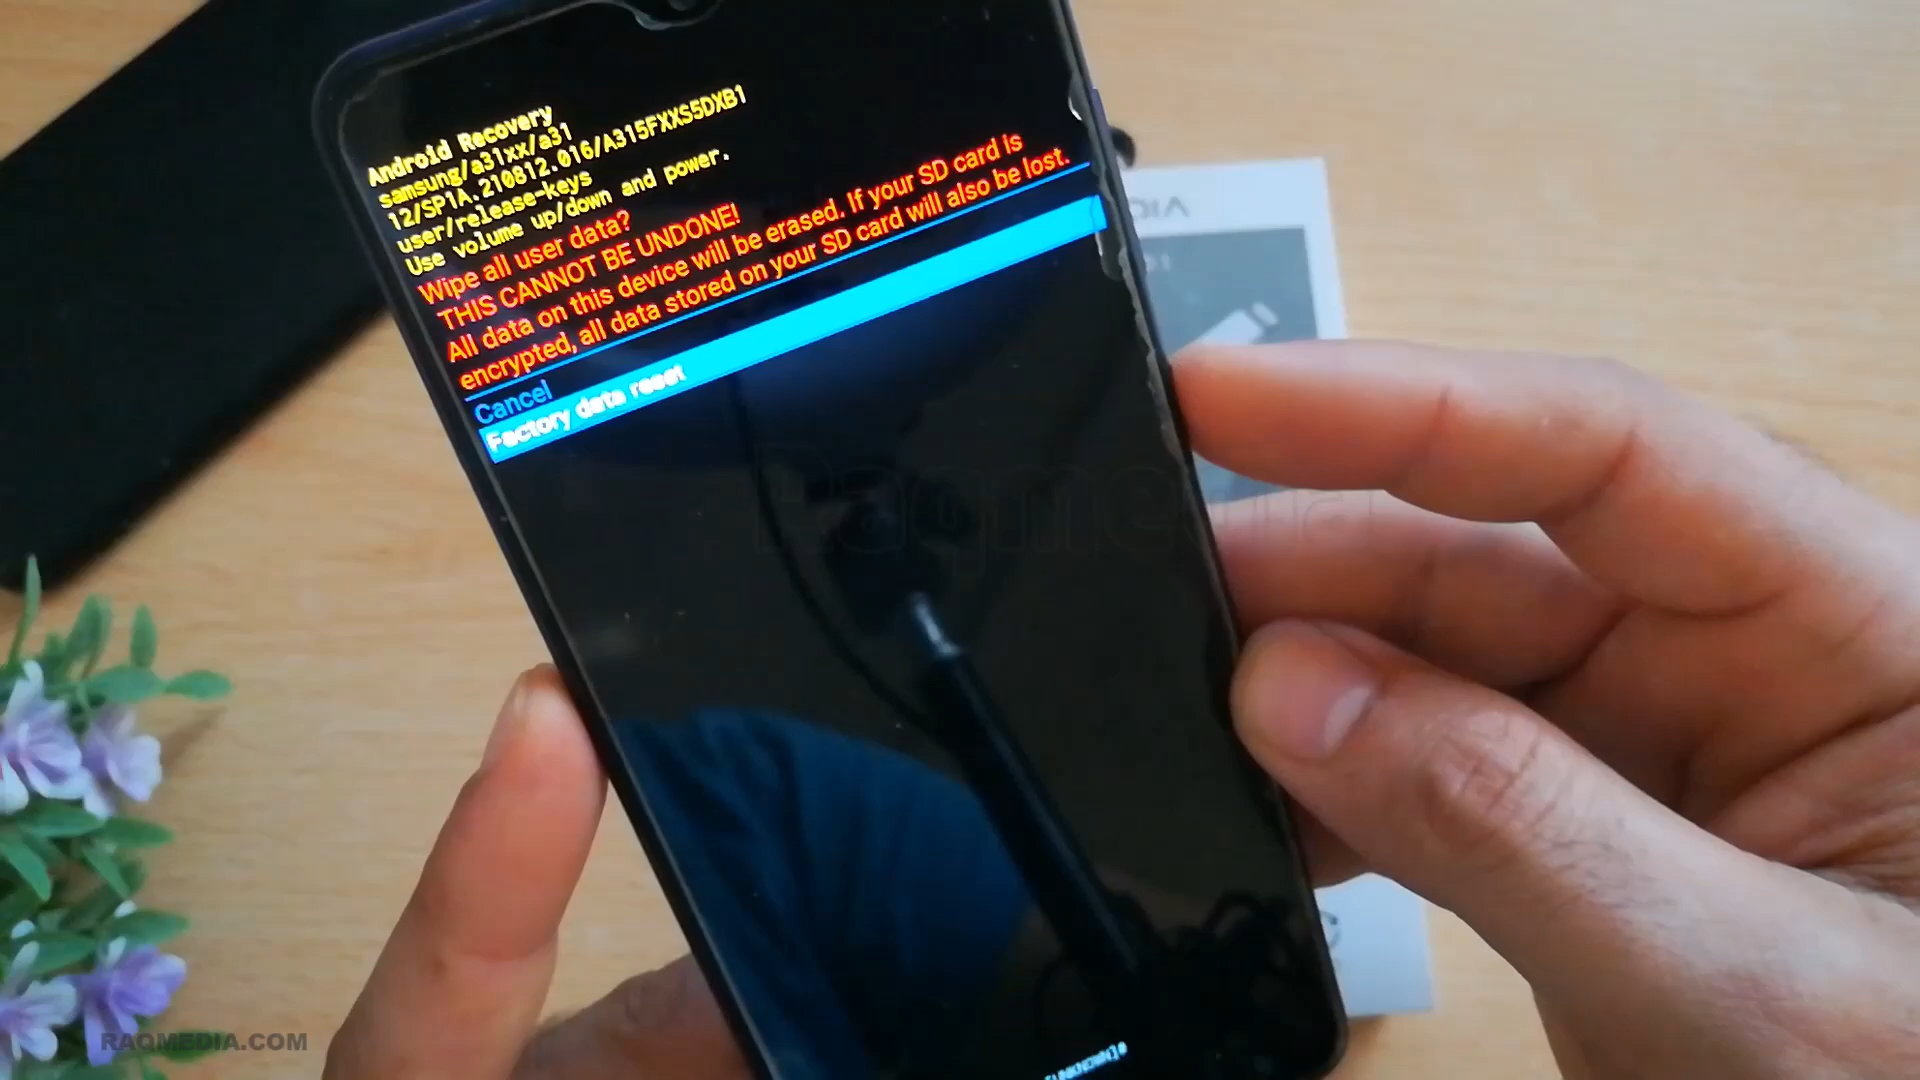 Android Recovery
samsung/a31xx/a31
12/SP1A.210812.016/A315FXXS5DXB1
user/release-keys
Use volume up/down and power.
Wipe all user data?
THIS CANNOT BE UNDONE!
All data on this device will be erased. If your SD card is
encrypted, all data stored on your SD card will also be lost.
Cancel
Factory data reset
Raqmedia
RAQMEDIA.COM